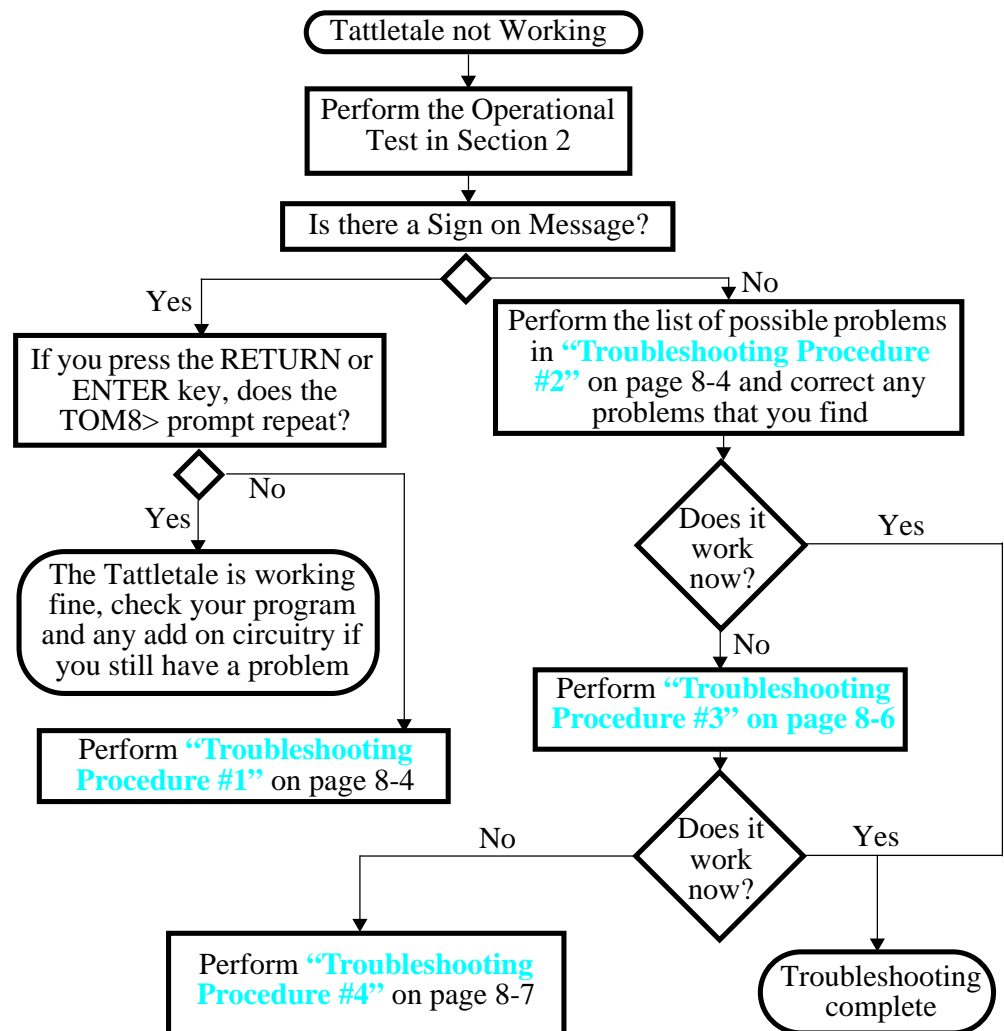 Tattletale not Working
Perform the Operational
Test in Section 2
Is there a Sign on Message?
Yes
No
If you press the RETURN or
ENTER key, does the
TOM8> prompt repeat?
Perform the list of possible problems
in “Troubleshooting Procedure
#2” on page 8-4 and correct any
problems that you find
No
Yes
Does it
work
now?
Yes
The Tattletale is working
fine, check your program
and any add on circuitry if
you still have a problem
No
Perform “Troubleshooting
Procedure #3” on page 8-6
Perform “Troubleshooting
Procedure #1” on page 8-4
Does it
work
now?
No
Yes
Perform “Troubleshooting
Procedure #4” on page 8-7
Troubleshooting
complete